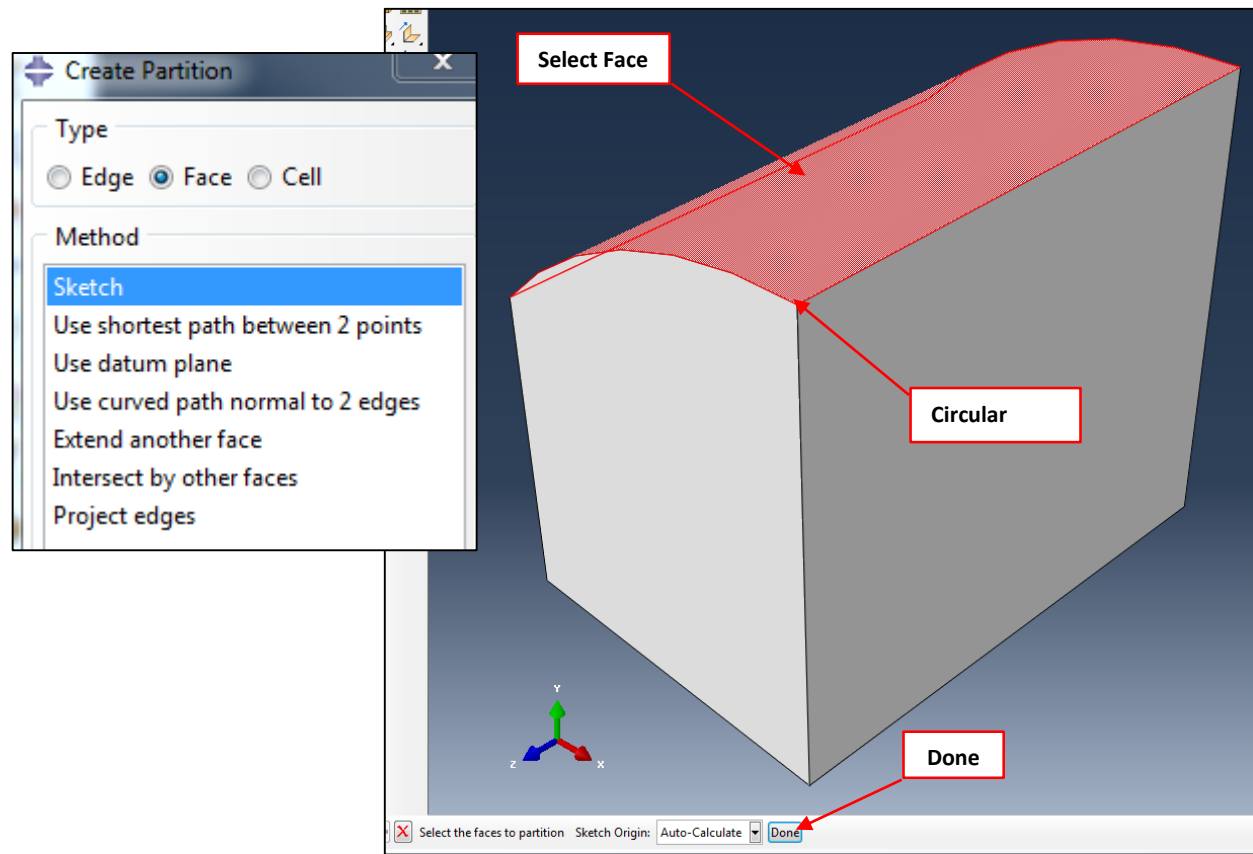 Create Partition
X
Type
Edge Face Cell
Method
Sketch
Use shortest path between 2 points
Use datum plane
Use curved path normal to 2 edges
Extend another face
Intersect by other faces
Project edges
Select Face
Circular
Done
Y
Z X
X Select the faces to partition Sketch Origin: Auto-Calculate Done